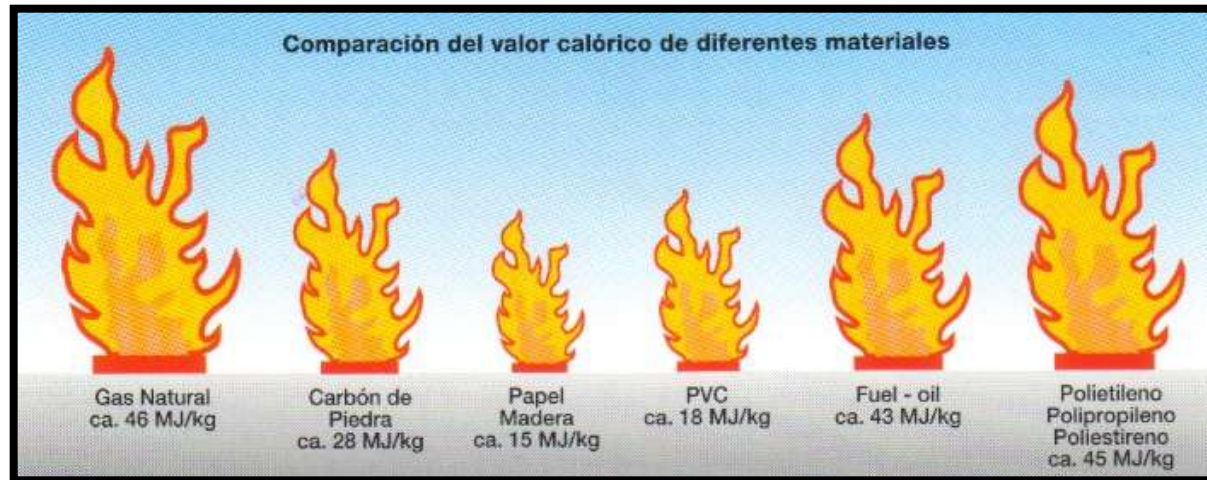 Comparación del valor calórico de diferentes materiales
Gas Natural
ca. 46 MJ/kg
Carbón de
Piedra
ca. 28 MJ/kg
Papel
Madera
ca. 15 MJ/kg
PVC
ca. 18 MJ/kg
Fuel - oil
ca. 43 MJ/kg
Polietileno
Polipropileno
Poliestireno
ca. 45 MJ/kg